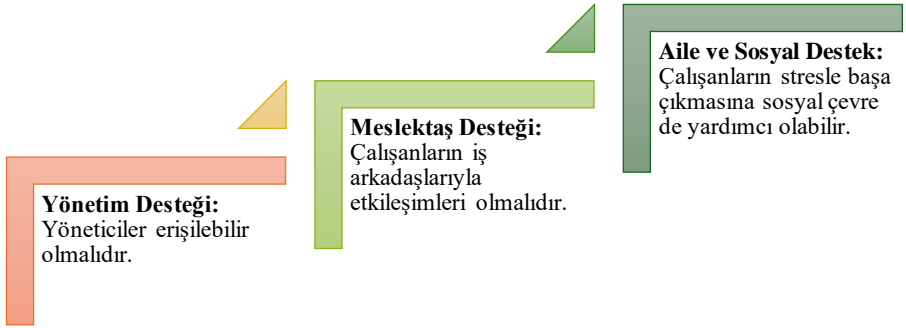 Yönetim Desteği:
Yöneticiler erişilebilir
olmalıdır.
Meslektaş Desteği:
Çalışanların iş
arkadaşlarıyla
etkileşimleri olmalıdır.
Aile ve Sosyal Destek:
Çalışanların stresle başa
çıkmasına sosyal çevre
de yardımcı olabilir.